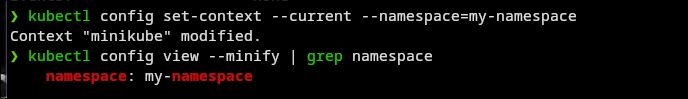 ❯ kubectl config set-context --current --namespace=my-namespace
Context "minikube" modified.
❯ kubectl config view --minify | grep namespace
    namespace: my-namespace